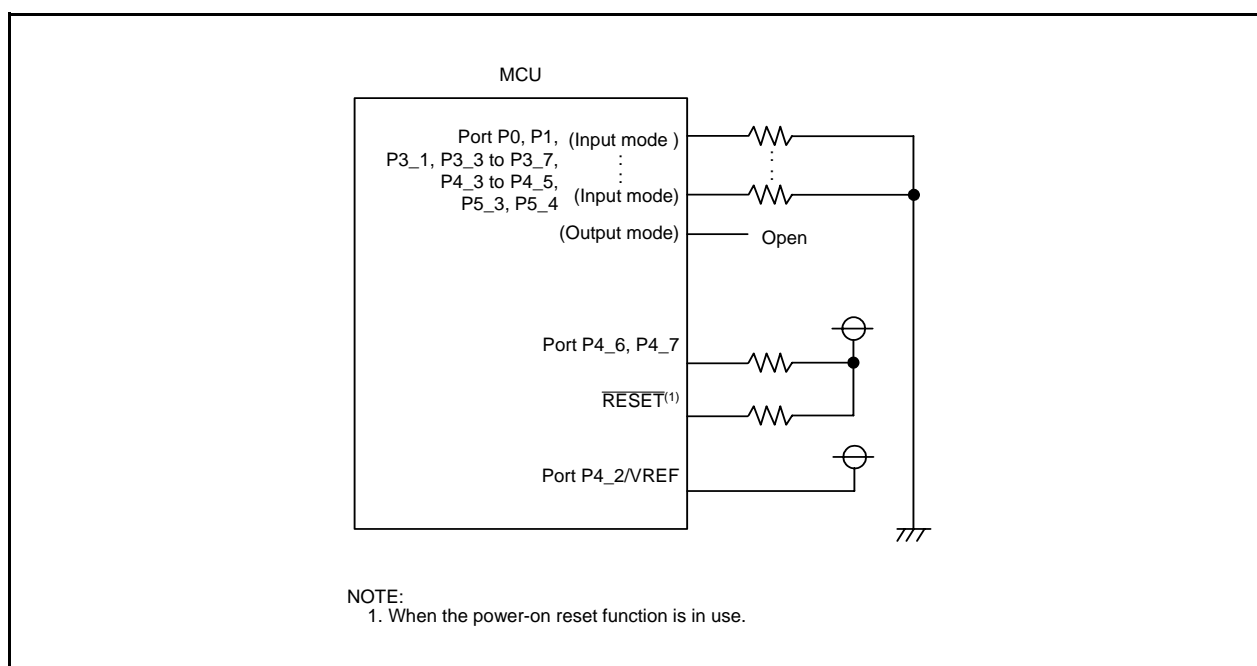 MCU
Port P0, P1, (Input mode )
P3_1, P3_3 to P3_7,
P4_3 to P4_5,
P5_3, P5_4 (Input mode)
(Output mode) Open
Port P4_6, P4_7
RESET(1)
Port P4_2/VREF
NOTE:
1. When the power-on reset function is in use.